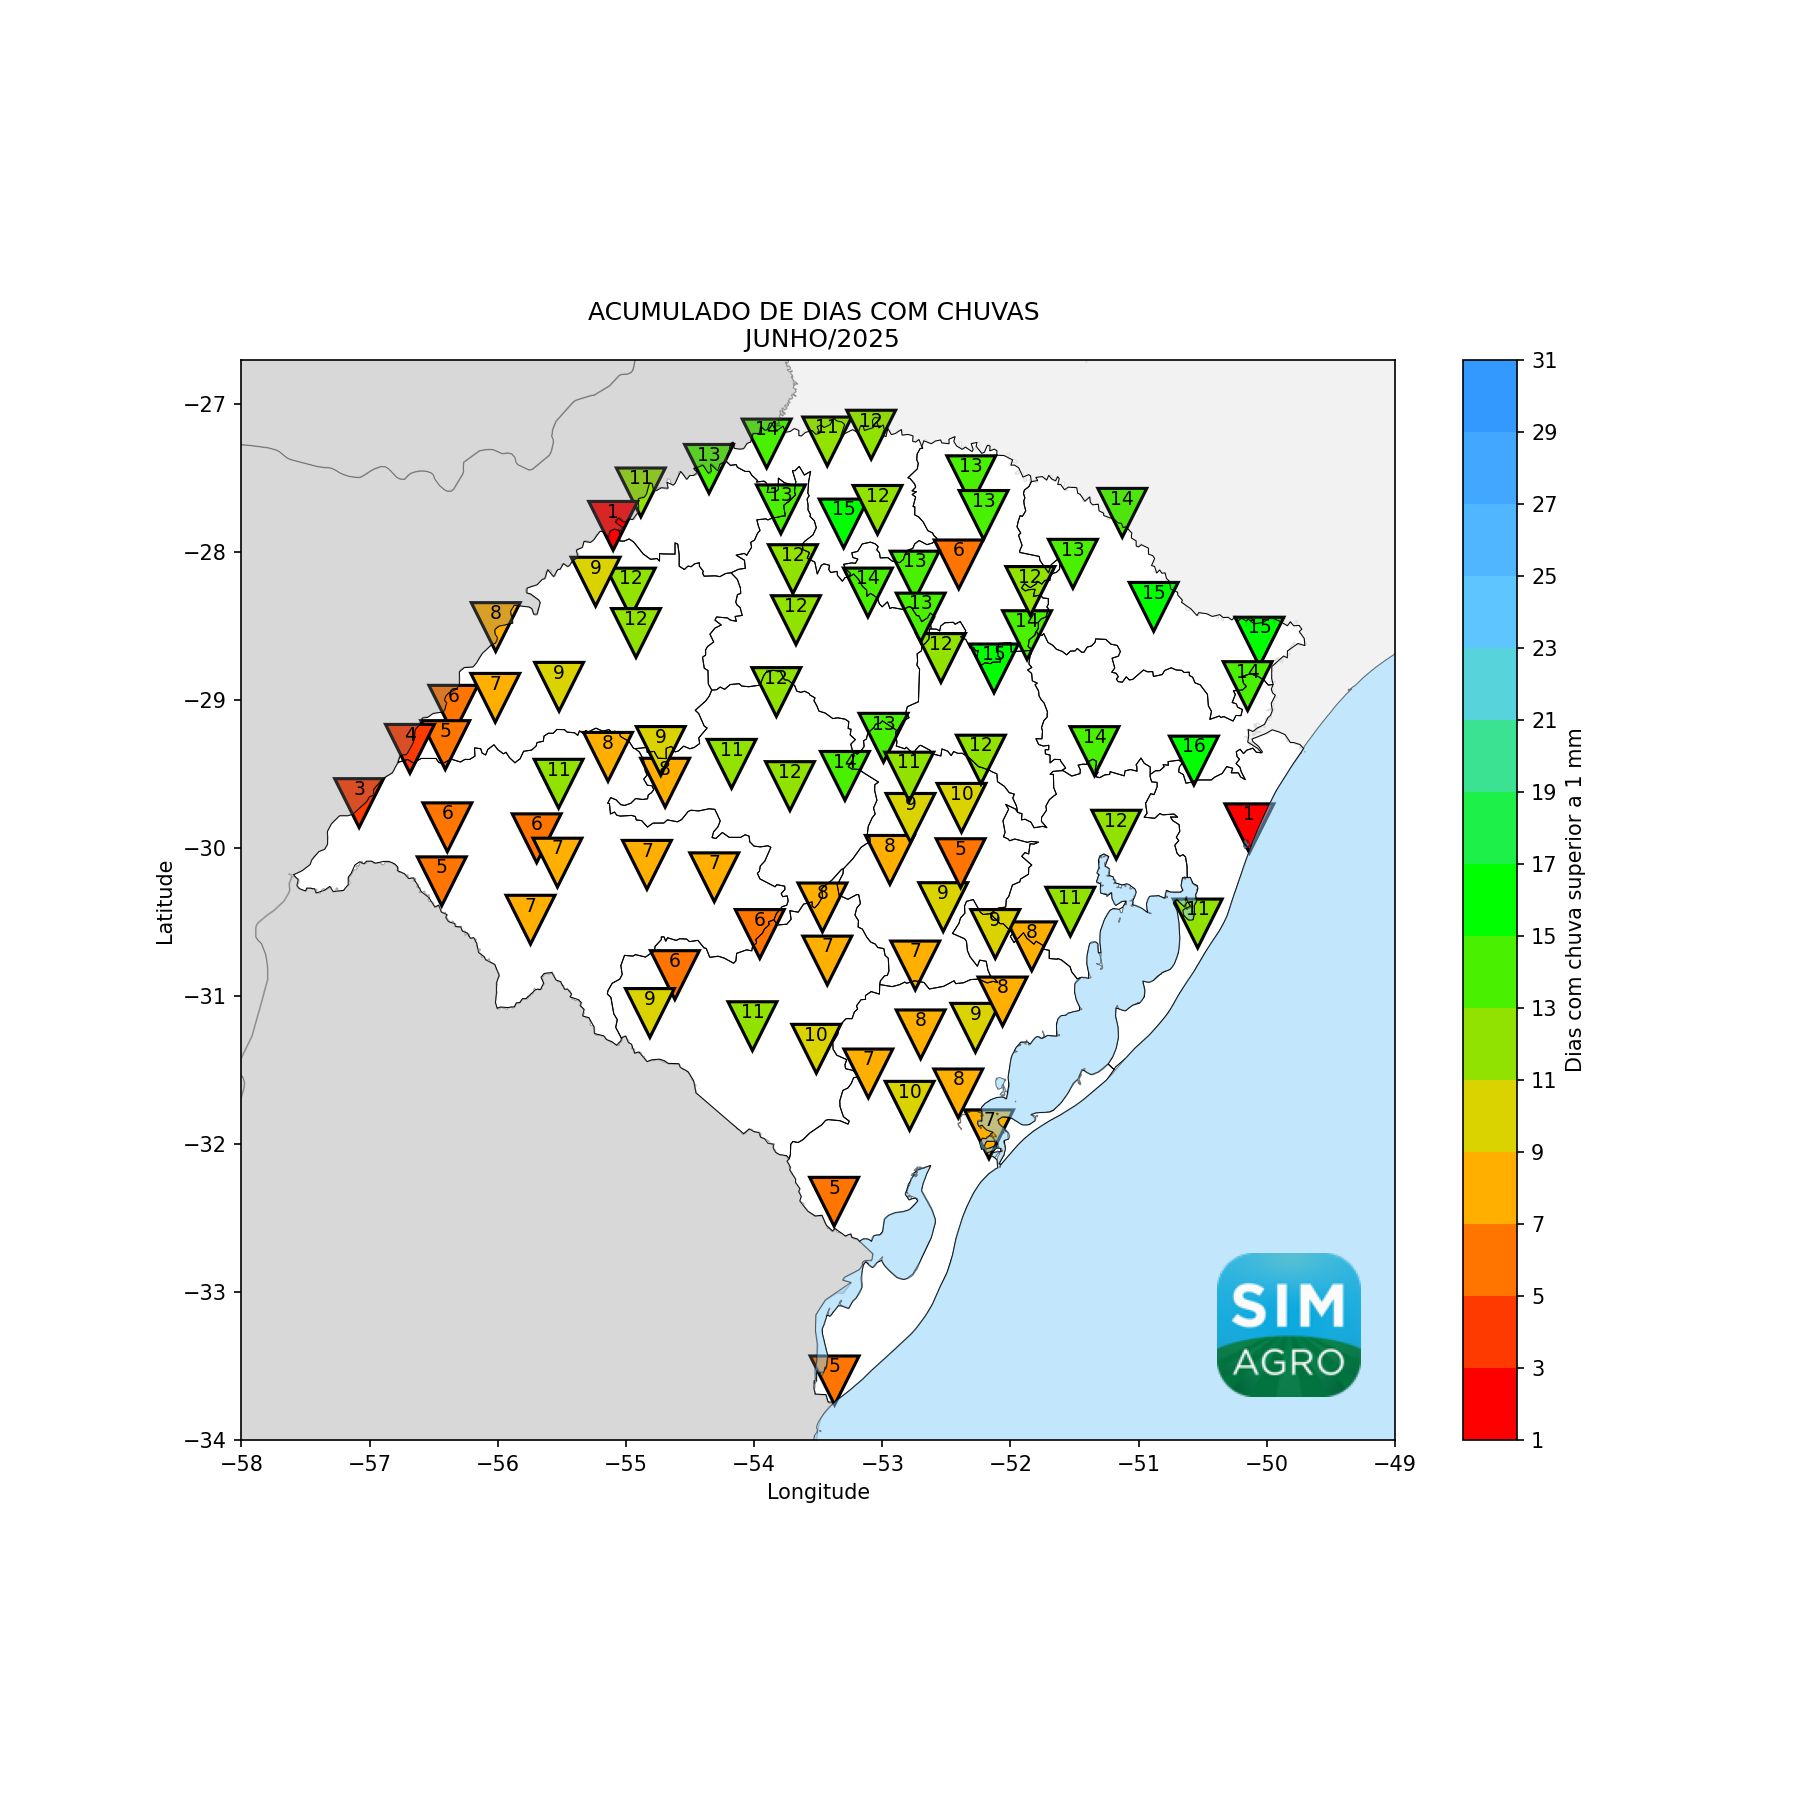 ACUMULADO DE DIAS COM CHUVAS
JUNHO/2025
Latitude
−27
−28
−29
−30
−31
−32
−33
−34
14 11 12
13 13
11 13 15 12 13 14
1
12 13 6 13
9 12 14 12 15
12 13
8 12 14 15
12 15
9 12 14
7
6
4 5 8 9 11 13 12 14 16
11 8 12 14 11
3 10
6 6 9 12 1
7 7 7 8 5
5 8 9 11
7 6 9 11
7 7 8
6 8
9 11 9
10 8
7 8
10 7
5
5
−58 −57 −56 −55 −54 −53 −52 −51 −50 −49
Longitude
SIM
AGRO
31
29
27
25
23
21
19
17
15
13
11
9
7
5
3
1
Dias com chuva superior a 1 mm